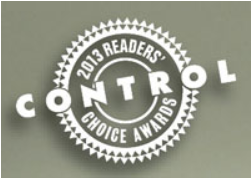 2013 READERS'
CONTROL
CHOICE AWARDS